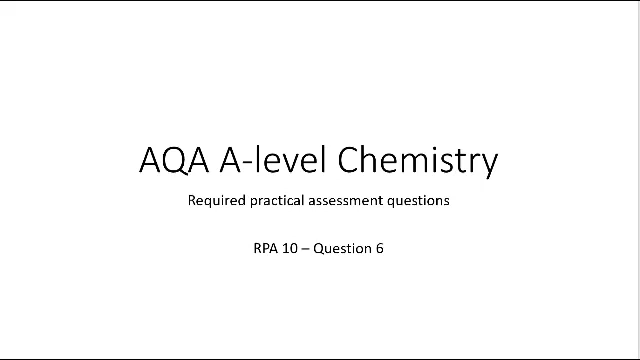 AQA A-level Chemistry
Required practical assessment questions
RPA 10 – Question 6